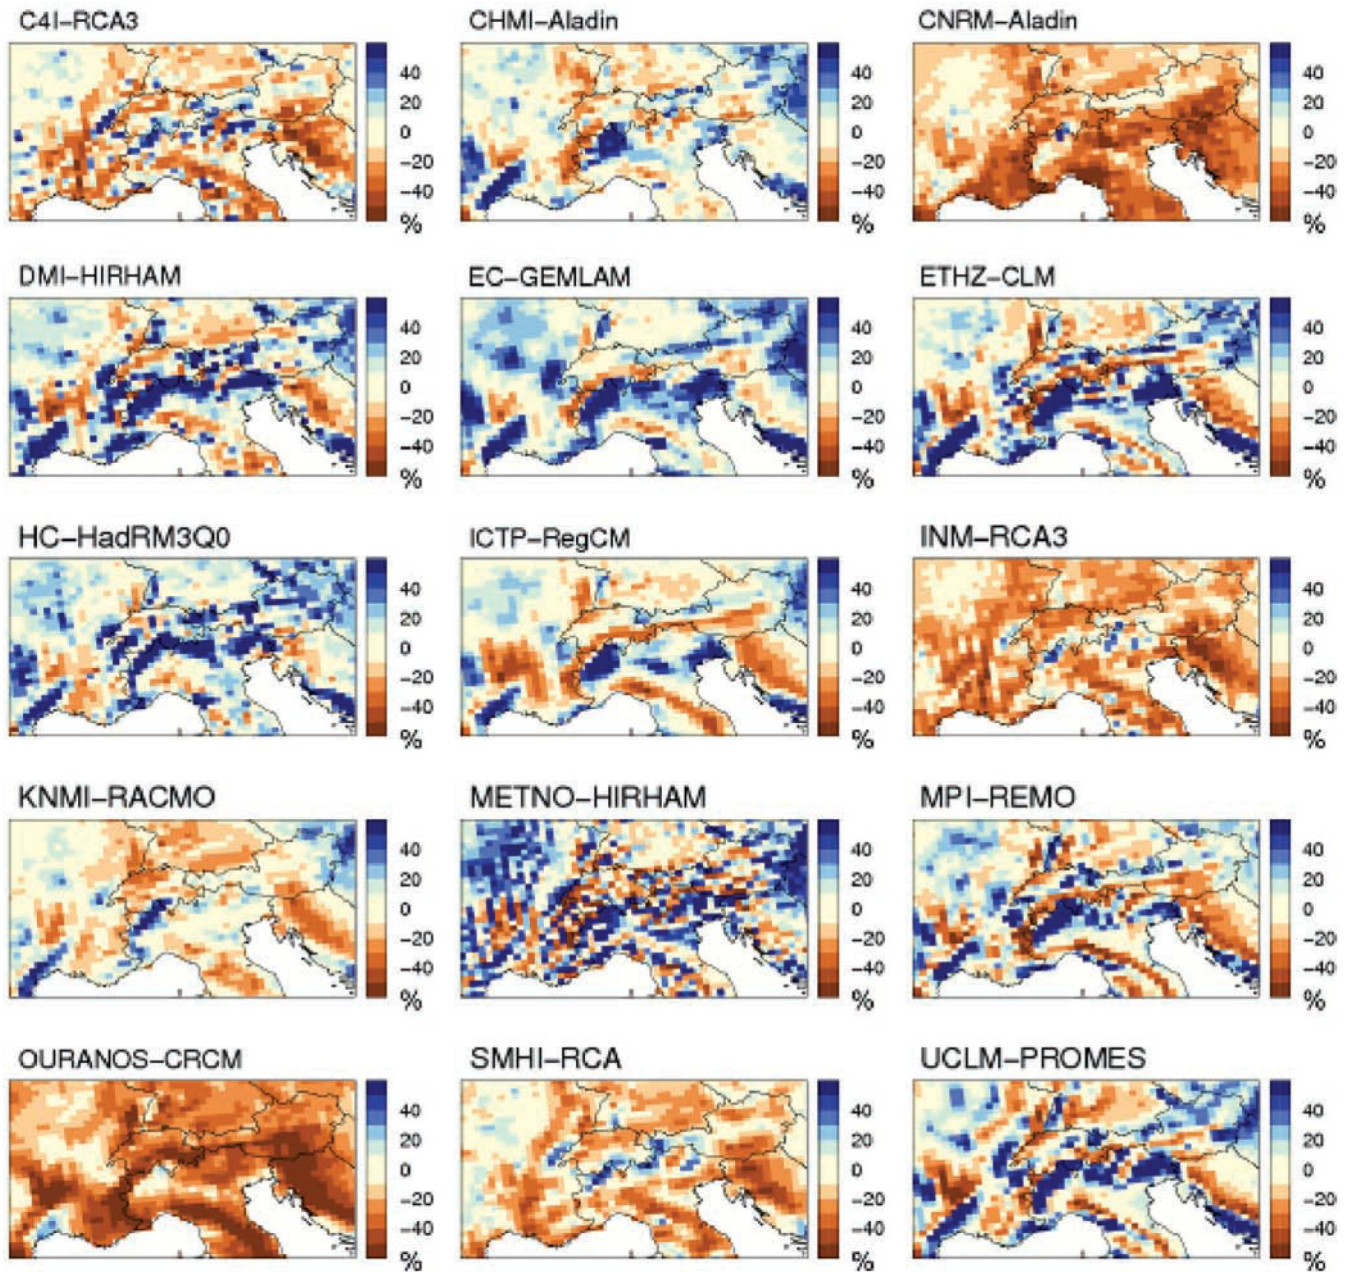 C4I-RCA3 CHMI-Aladin CNRM-Aladin
40 40 40
20 20 20
0 0 0
-20 -20 -20
-40 -40 -40
% % %
DMI-HIRHAM EC-GEMLAM ETHZ-CLM
40 40 40
20 20 20
0 0 0
-20 -20 -20
-40 -40 -40
% % %
HC-HadRM3Q0 ICTP-RegCM INM-RCA3
40 40 40
20 20 20
0 0 0
-20 -20 -20
-40 -40 -40
% % %
KNMI-RACMO METNO-HIRHAM MPI-REMO
40 40 40
20 20 20
0 0 0
-20 -20 -20
-40 -40 -40
% % %
OURANOS-CRCM SMHI-RCA UCLM-PROMES
40 40 40
20 20 20
0 0 0
-20 -20 -20
-40 -40 -40
% % %